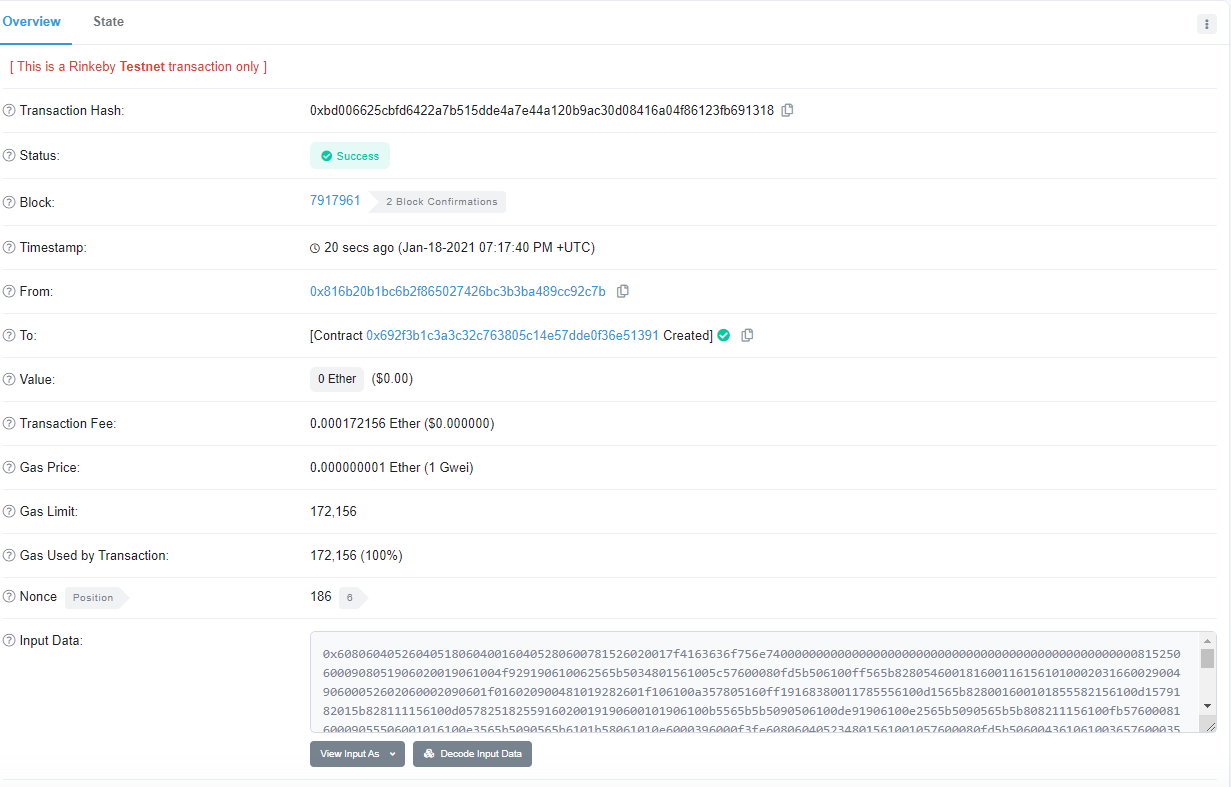 Overview State
[ This is a Rinkeby Testnet transaction only ]
Transaction Hash: 0xbd006625cbfd6422a7b515dde4a7e44a120b9ac30d08416a04f86123fb691318
Status: Success
Block: 7917961 2 Block Confirmations
Timestamp: 20 secs ago (Jan-18-2021 07:17:40 PM +UTC)
From: 0x816b20b1bc6b2f865027426bc3b3ba489cc92c7b
To: [Contract 0x692f3b1c3a3c32c763805c14e57dde0f36e51391 Created]
Value: 0 Ether ($0.00)
Transaction Fee: 0.000172156 Ether ($0.000000)
Gas Price: 0.000000001 Ether (1 Gwei)
Gas Limit: 172,156
Gas Used by Transaction: 172,156 (100%)
Nonce Position 186 6
Input Data:
60009080519060200190610 04f929190610062565b5034801561005c57600080fd5b506100ff565b8280546001816001161561010002031660029004
View Input As Decode Input Data